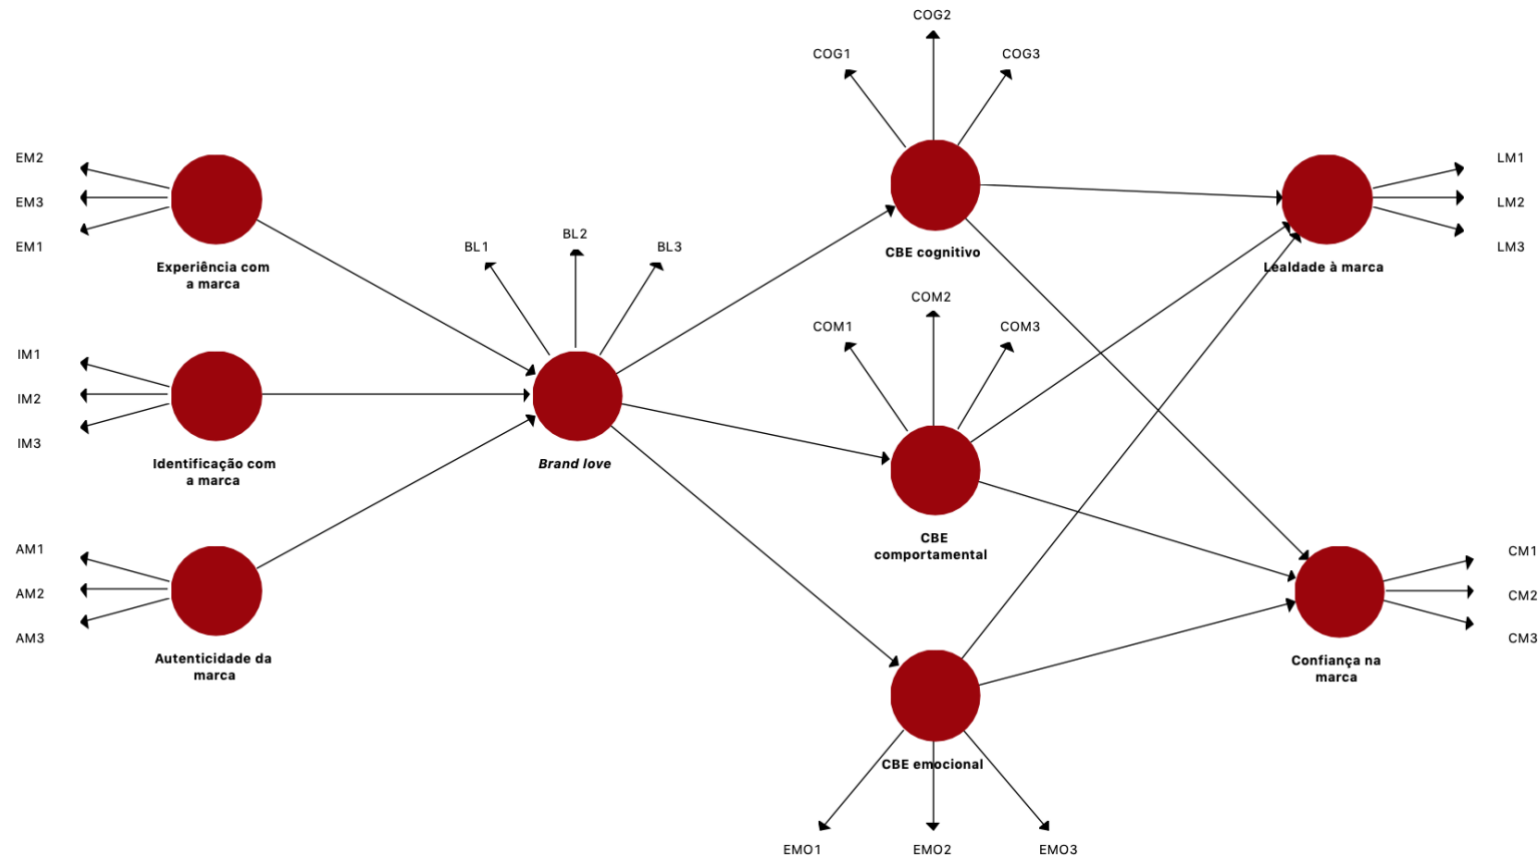 COG2
COG1
COG3
EM2
EM3
EM1
Experiência com
a marca
BL1
BL2
BL3
CBE cognitivo
LM1
LM2
LM3
Lealdade à marca
COM2
COM1
COM3
IM1
IM2
IM3
Identificação com
a marca
Brand love
CBE
comportamental
AM1
AM2
AM3
Autenticidade da
marca
CM1
CM2
CM3
Confiança na
marca
CBE emocional
EMO1
EMO2
EMO3